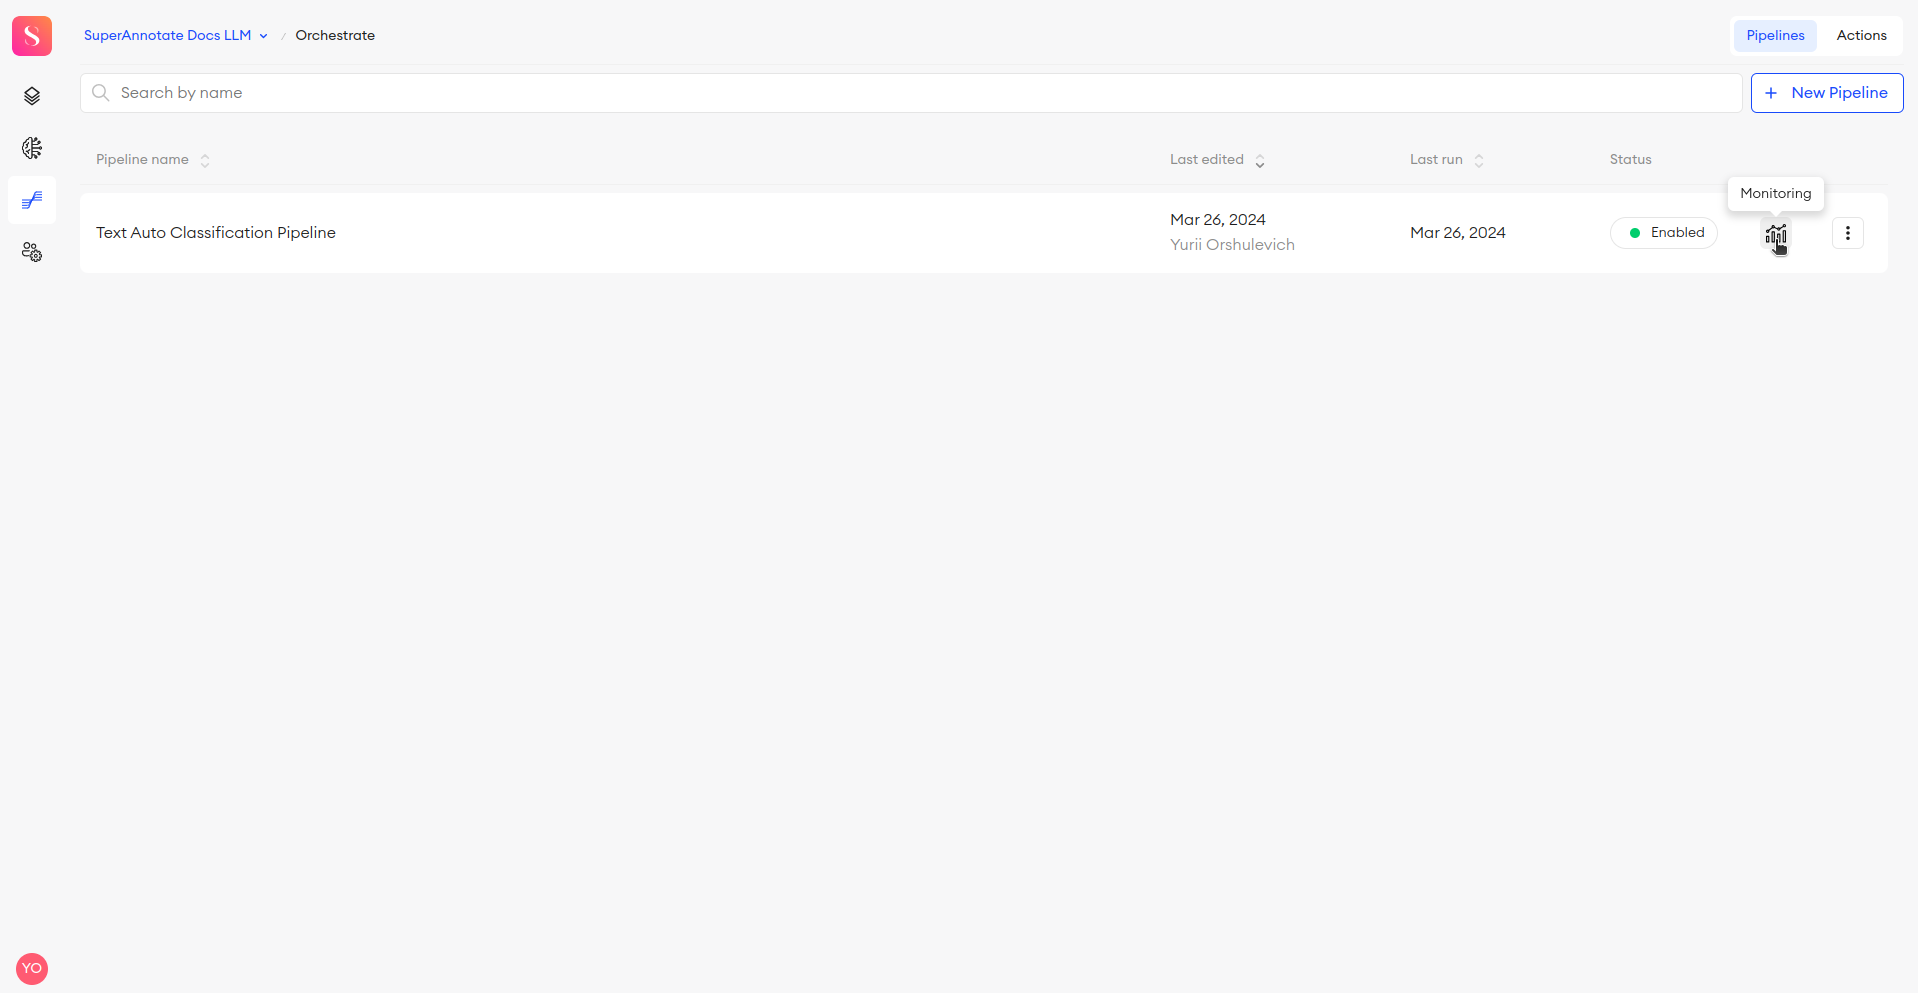 SuperAnnotate Docs LLM / Orchestrate
Pipelines Actions
Search by name
+ New Pipeline
Pipeline name Last edited Last run Status
Monitoring
Text Auto Classification Pipeline
Mar 26, 2024
Yurii Orshulevich
Mar 26, 2024
Enabled
YO